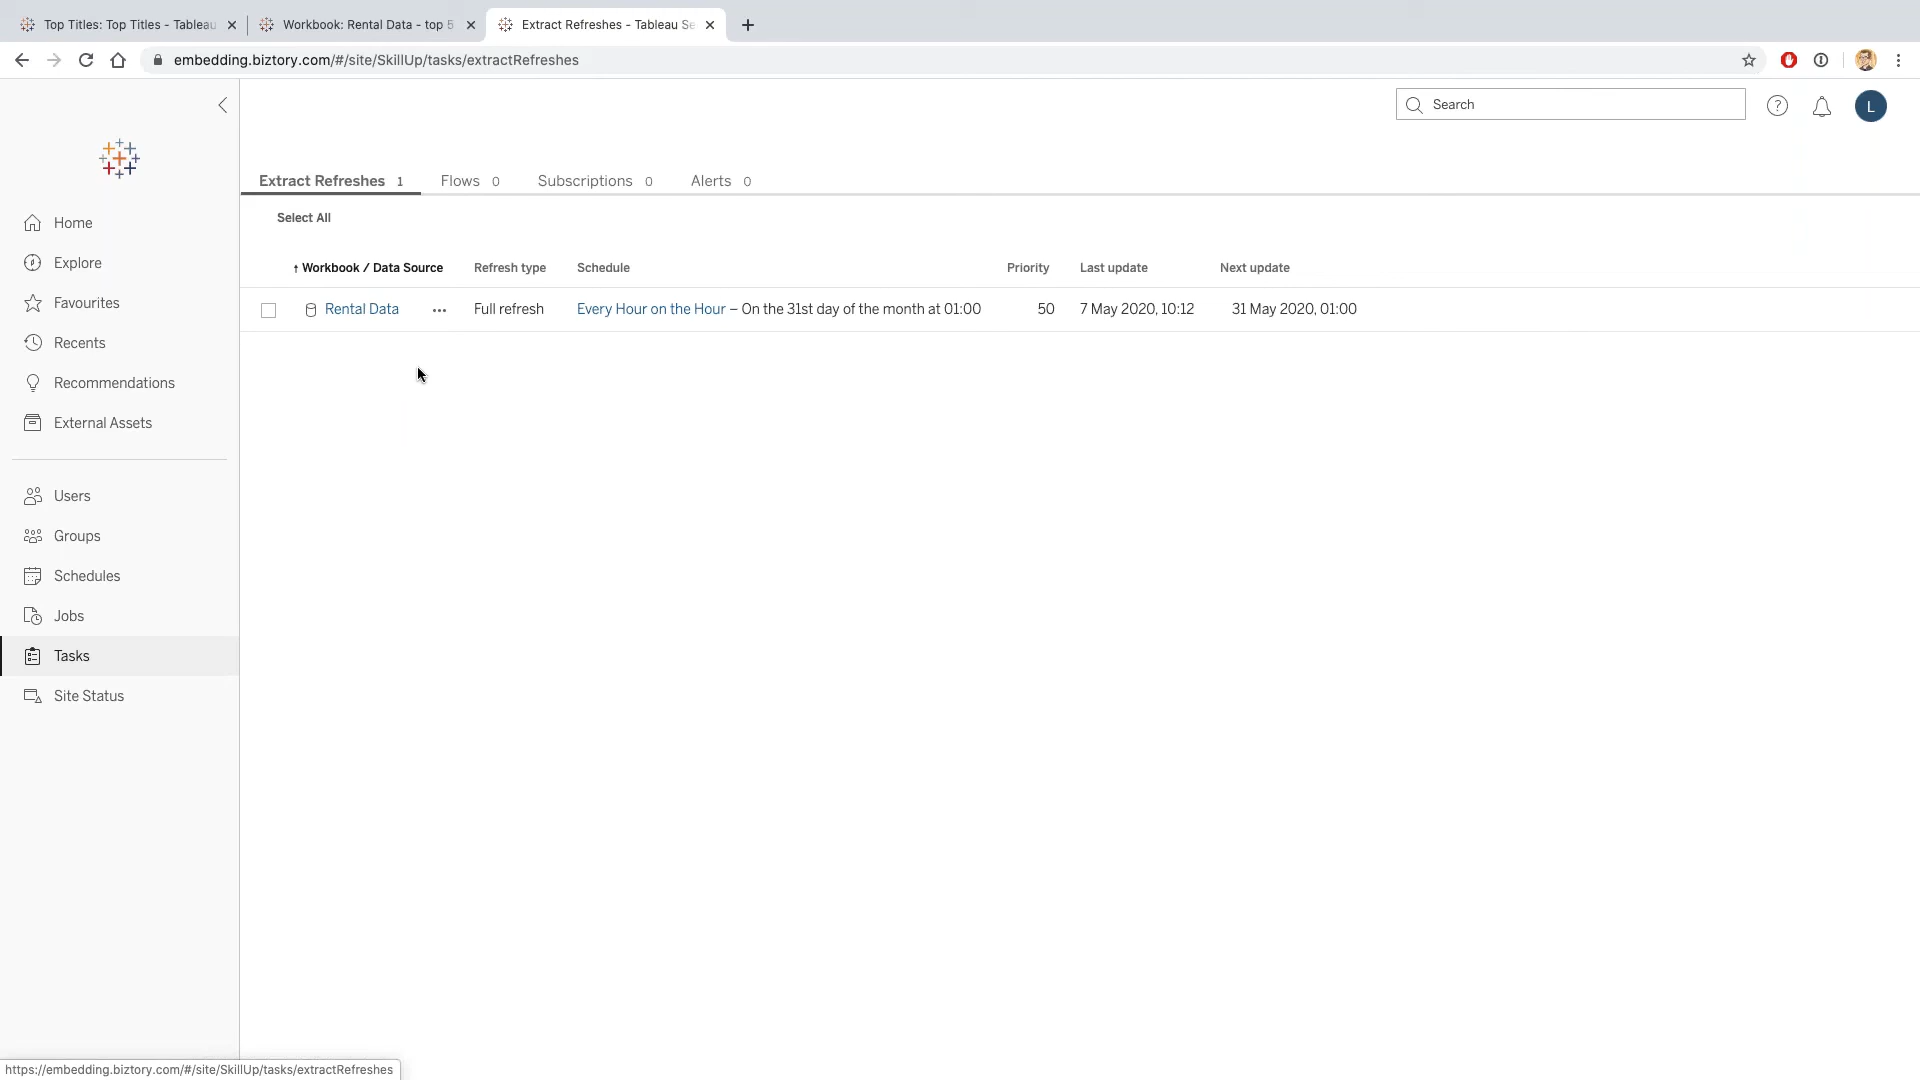 Top Titles: Top Titles - Tableau
Workbook: Rental Data - top 5
Extract Refreshes - Tableau Se
embedding.biztory.com/#/site/SkillUp/tasks/extractRefreshes
Search
L
Extract Refreshes 1
Flows 0
Subscriptions 0
Alerts 0
Select All
Home
Explore
Favourites
Recents
Recommendations
External Assets
Users
Groups
Schedules
Jobs
Tasks
Site Status
↑ Workbook / Data Source Refresh type Schedule Priority Last update Next update
Rental Data ... Full refresh Every Hour on the Hour – On the 31st day of the month at 01:00 50 7 May 2020, 10:12 31 May 2020, 01:00
https://embedding.biztory.com/#/site/SkillUp/tasks/extractRefreshes